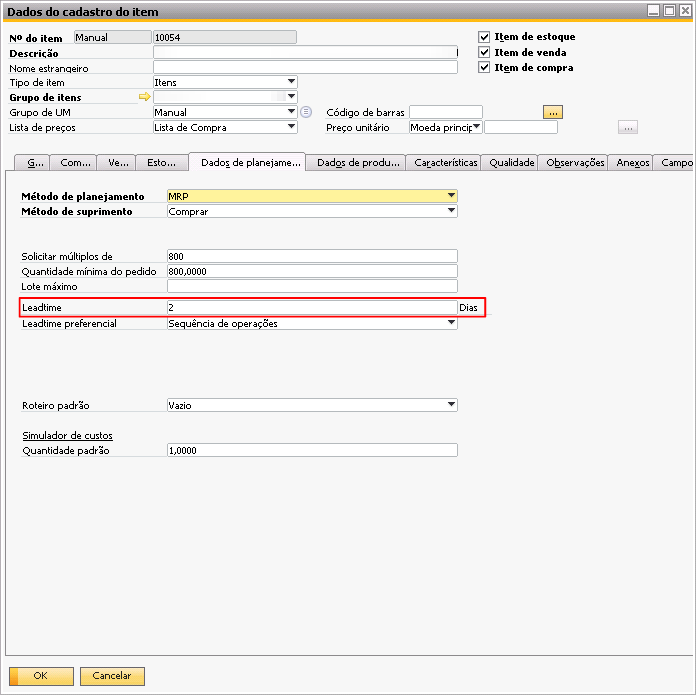 Dados do cadastro do item
Nº do item Manual 10054
Descrição
Nome estrangeiro
Tipo de item Itens
Grupo de itens
Grupo de UM Manual
Lista de preços Lista de Compra
Item de estoque
Item de venda
Item de compra
Código de barras ...
Preço unitário Moeda princip ...
G... Com... Ve... Esto... Dados de planejame... Dados de produ... Características Qualidade Observações Anexos Campo
Método de planejamento MRP
Método de suprimento Comprar
Solicitar múltiplos de 800
Quantidade mínima do pedido 800,0000
Lote máximo
Leadtime 2 Dias
Leadtime preferencial Sequência de operações
Roteiro padrão Vazio
Simulador de custos
Quantidade padrão 1,0000
OK Cancelar